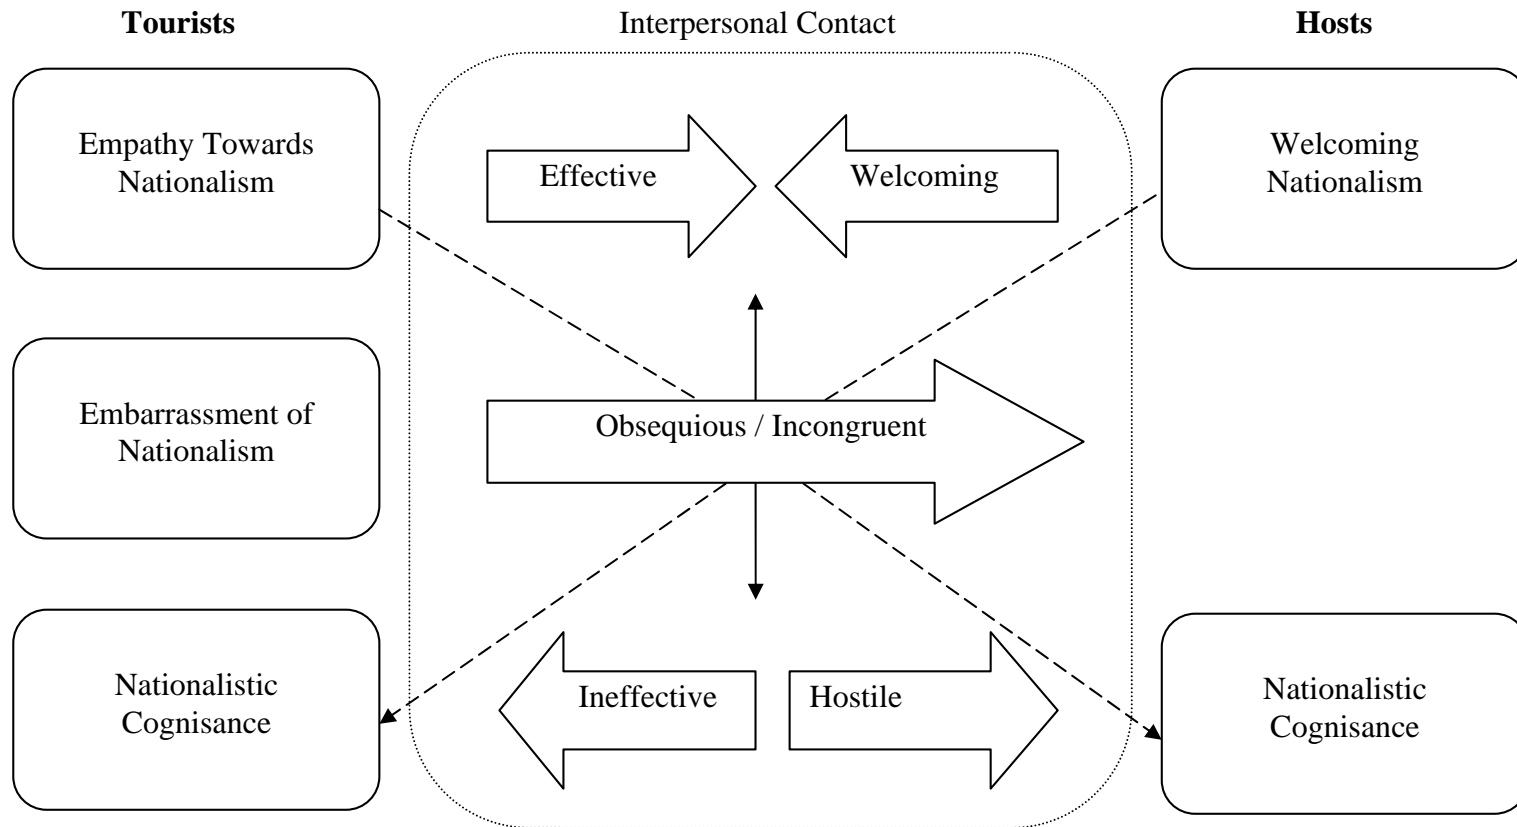 Tourists
Interpersonal Contact
Hosts
Empathy Towards
Nationalism
Effective
Welcoming
Welcoming
Nationalism
Embarrassment of
Nationalism
Obsequious / Incongruent
Nationalistic
Cognisance
Ineffective
Hostile
Nationalistic
Cognisance